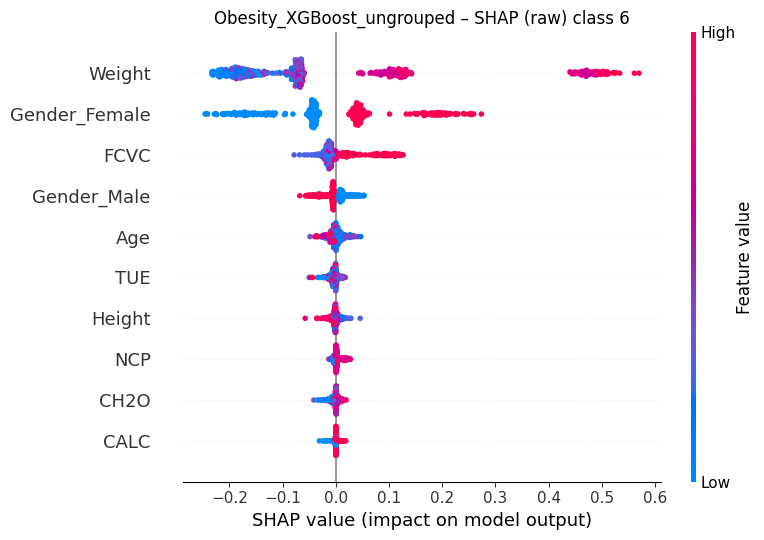 Obesity_XGBoost_ungrouped – SHAP (raw) class 6
High
Weight
Gender_Female
FCVC
Gender_Male
Age
TUE
Height
NCP
CH2O
CALC
Feature value
Low
−0.2 −0.1 0.0 0.1 0.2 0.3 0.4 0.5 0.6
SHAP value (impact on model output)